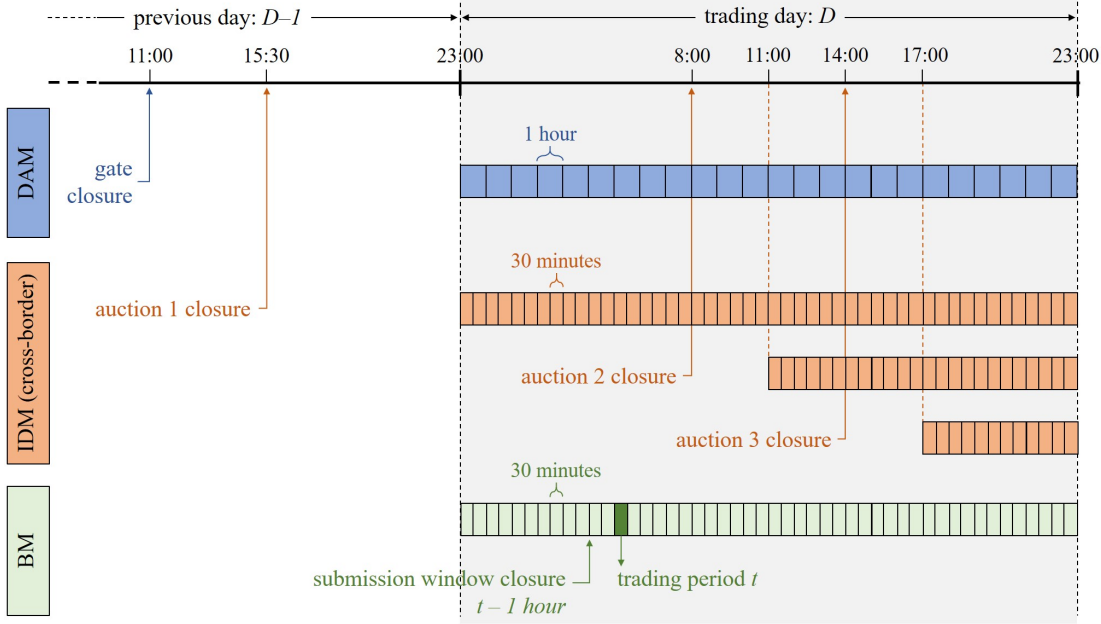 previous day: D–1
trading day: D
11:00
15:30
23:00
8:00
11:00
14:00
17:00
23:00
DAM
1 hour
gate
closure
IDM (cross-border)
30 minutes
auction 1 closure
auction 2 closure
auction 3 closure
BM
30 minutes
submission window closure
t – 1 hour
trading period t